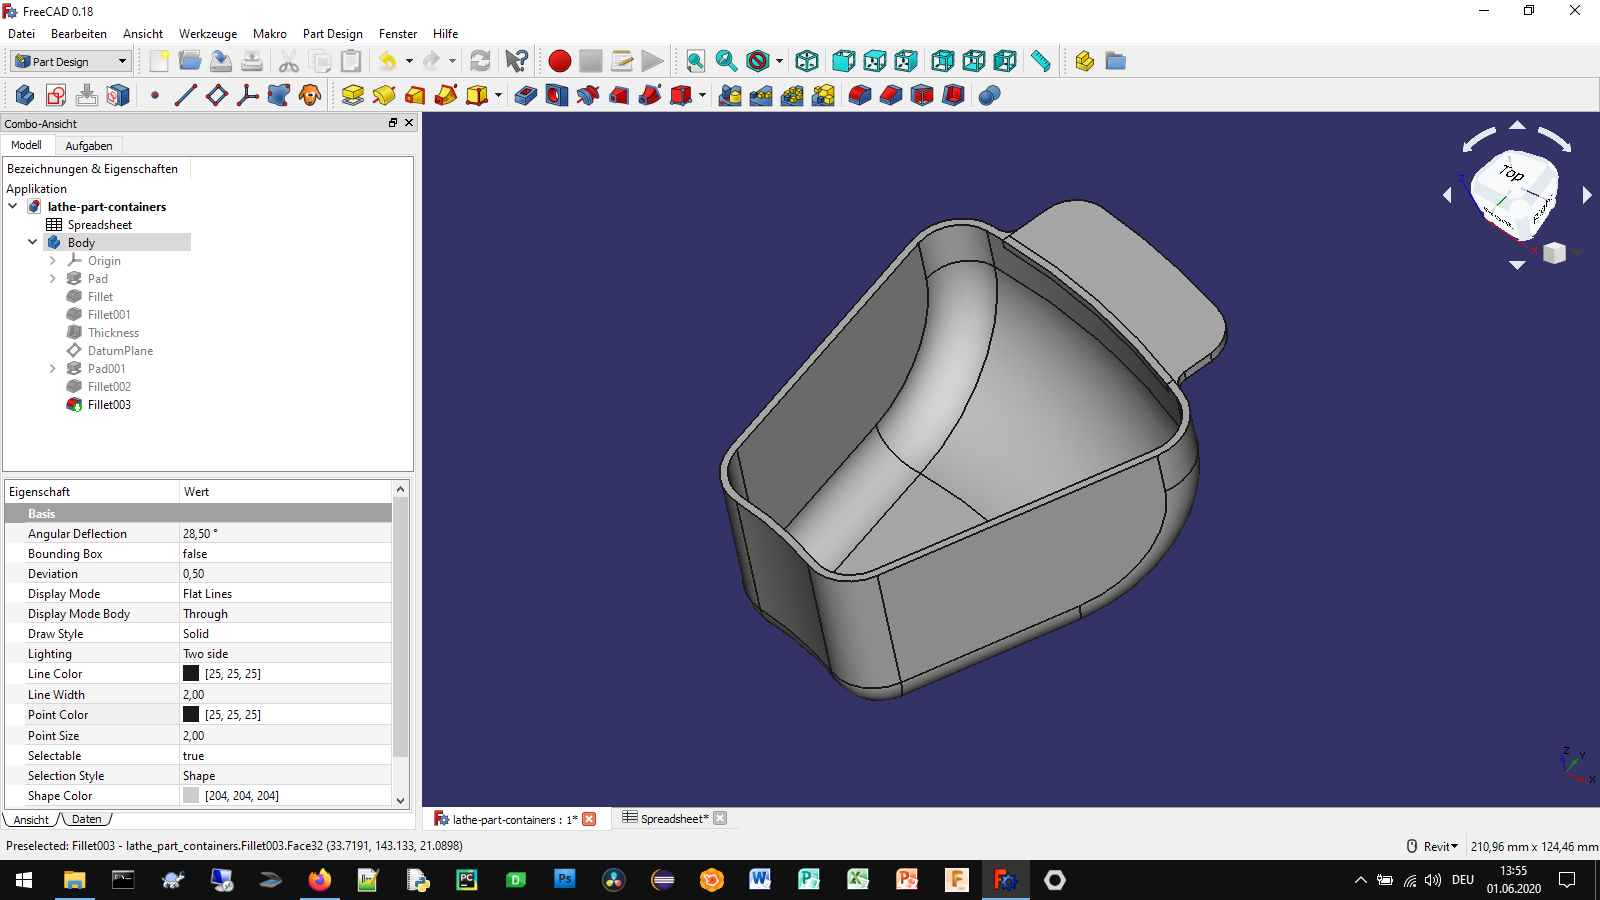 FreeCAD 0.18
Datei Bearbeiten Ansicht Werkzeuge Makro Part Design Fenster Hilfe
Part Design
Combo-Ansicht
Modell Aufgaben
Bezeichnungen & Eigenschaften
Applikation
lathe-part-containers
Spreadsheet
Body
Origin
Pad
Fillet
Fillet001
Thickness
DatumPlane
Pad001
Fillet002
Fillet003
Eigenschaft Wert
Basis
Angular Deflection 28,50 °
Bounding Box false
Deviation 0,50
Display Mode Flat Lines
Display Mode Body Through
Draw Style Solid
Lighting Two side
Line Color [25, 25, 25]
Line Width 2,00
Point Color [25, 25, 25]
Point Size 2,00
Selectable true
Selection Style Shape
Shape Color [204, 204, 204]
Ansicht Daten
Top
Z
X
Z
Y
X
lathe-part-containers : 1* Spreadsheet*
Preselected: Fillet003 - lathe_part_containers.Fillet003.Face32 (33.7191, 143.133, 21.0898)
Revit 210,96 mm x 124,46 mm
DEU
13:55
01.06.2020